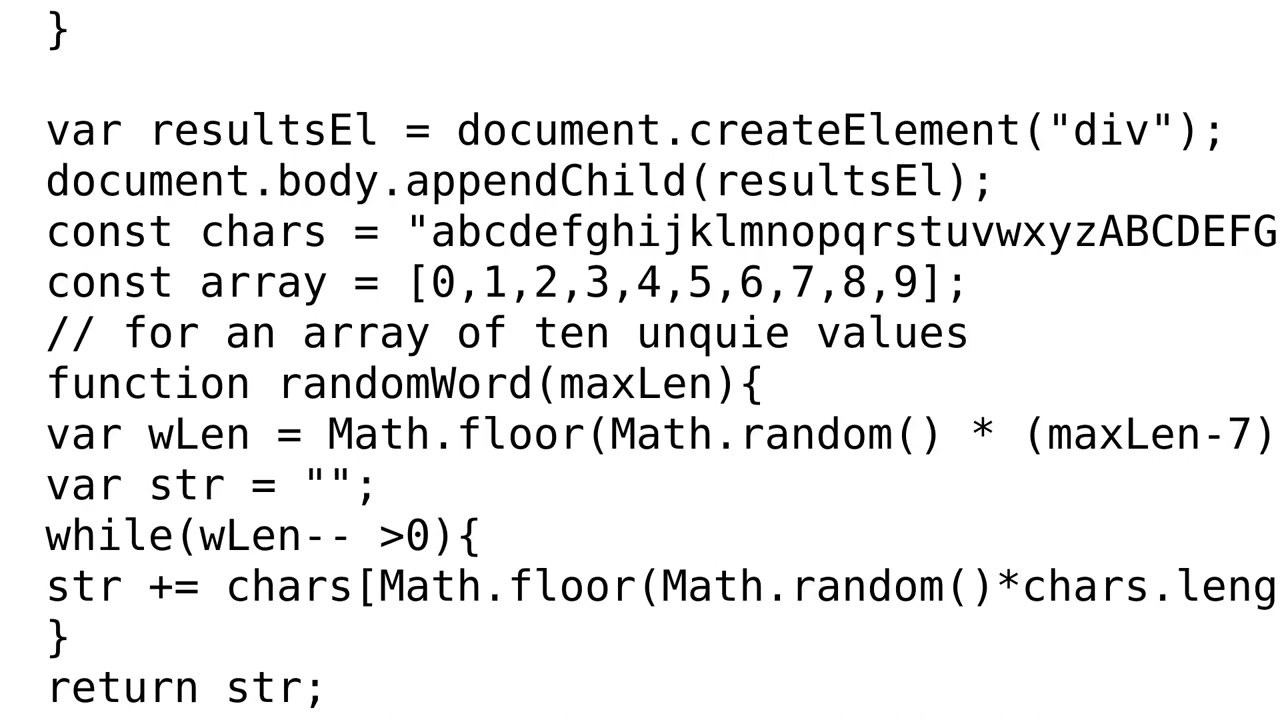 }
var resultsEl = document.createElement("div");
document.body.appendChild(resultsEl);
const chars = "abcdefghijklmnopqrstuvwxyzABCDEFG
const array = [0,1,2,3,4,5,6,7,8,9];
// for an array of ten unquie values
function randomWord(maxLen){
var wLen = Math.floor(Math.random() * (maxLen-7)
var str = "";
while(wLen-- >0){
str += chars[Math.floor(Math.random()*chars.leng
}
return str;